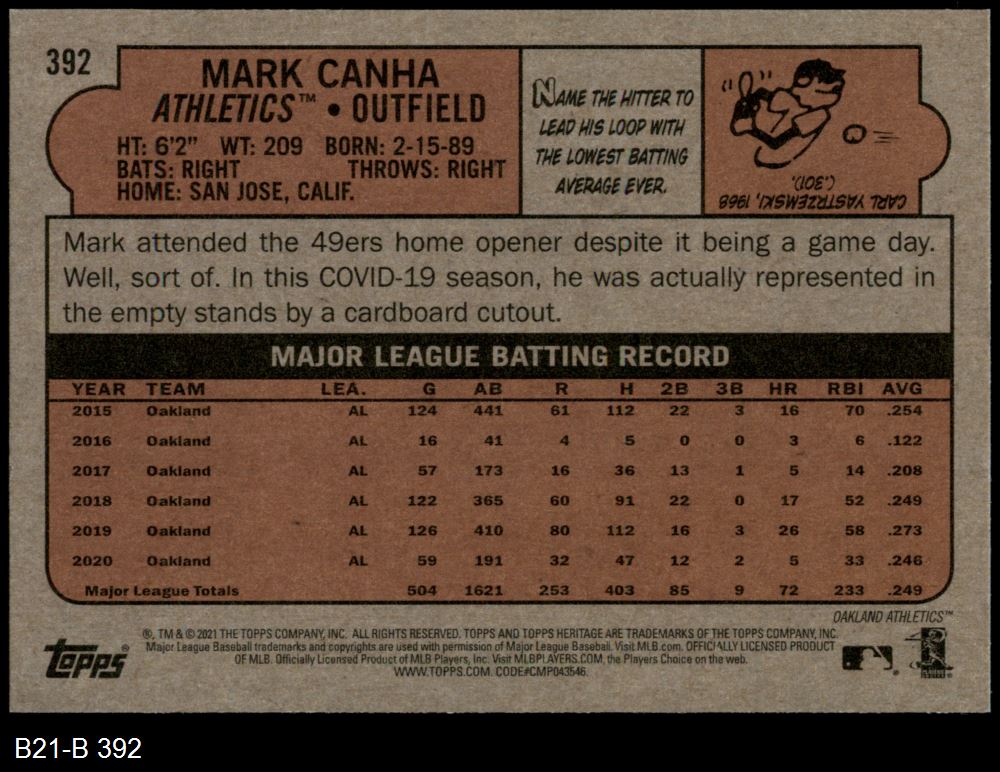 392
MARK CANHA
ATHLETICS™ • OUTFIELD
HT: 6'2" WT: 209 BORN: 2-15-89
BATS: RIGHT THROWS: RIGHT
HOME: SAN JOSE, CALIF.
NAME THE HITTER TO
LEAD HIS LOOP WITH
THE LOWEST BATTING
AVERAGE EVER.
CARL YASTRZEMSKI, 1968
(.301).
Mark attended the 49ers home opener despite it being a game day.
Well, sort of. In this COVID-19 season, he was actually represented in
the empty stands by a cardboard cutout.
MAJOR LEAGUE BATTING RECORD
YEAR TEAM LEA. G AB R H 2B 3B HR RBI AVG
2015 Oakland AL 124 441 61 112 22 3 16 70 .254
2016 Oakland AL 16 41 4 5 0 0 3 6 .122
2017 Oakland AL 57 173 16 36 13 1 5 14 .208
2018 Oakland AL 122 365 60 91 22 0 17 52 .249
2019 Oakland AL 126 410 80 112 16 3 26 58 .273
2020 Oakland AL 59 191 32 47 12 2 5 33 .246
Major League Totals 504 1621 253 403 85 9 72 233 .249
OAKLAND ATHLETICS™
®, TM & © 2021 THE TOPPS COMPANY, INC. ALL RIGHTS RESERVED. TOPPS AND TOPPS HERITAGE ARE TRADEMARKS OF THE TOPPS COMPANY, INC.
Major League Baseball trademarks and copyrights are used with permission of Major League Baseball. Visit MLB.com. OFFICIALLY LICENSED PRODUCT
OF MLB. Officially Licensed Product of MLB Players, Inc. Visit MLBPLAYERS.COM, the Players Choice on the web.
WWW.TOPPS.COM. CODE#CMP043546.
Topps®
B21-B 392